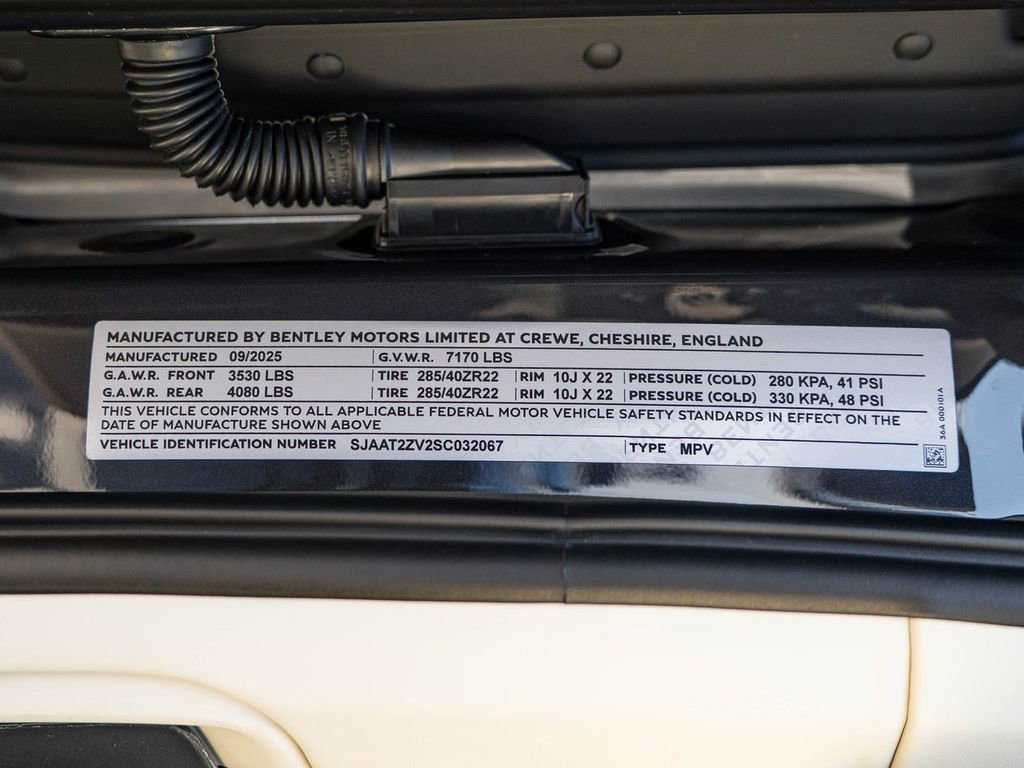 MANUFACTURED BY BENTLEY MOTORS LIMITED AT CREWE, CHESHIRE, ENGLAND
MANUFACTURED 09/2025 G.V.W.R. 7170 LBS
G.A.W.R. FRONT 3530 LBS TIRE 285/40ZR22 RIM 10J X 22 PRESSURE (COLD) 280 KPA, 41 PSI
G.A.W.R. REAR 4080 LBS TIRE 285/40ZR22 RIM 10J X 22 PRESSURE (COLD) 330 KPA, 48 PSI
THIS VEHICLE CONFORMS TO ALL APPLICABLE FEDERAL MOTOR VEHICLE SAFETY STANDARDS IN EFFECT ON THE
DATE OF MANUFACTURE SHOWN ABOVE
VEHICLE IDENTIFICATION NUMBER SJAAT2ZV2SC032067 TYPE MPV
36A 000 101A